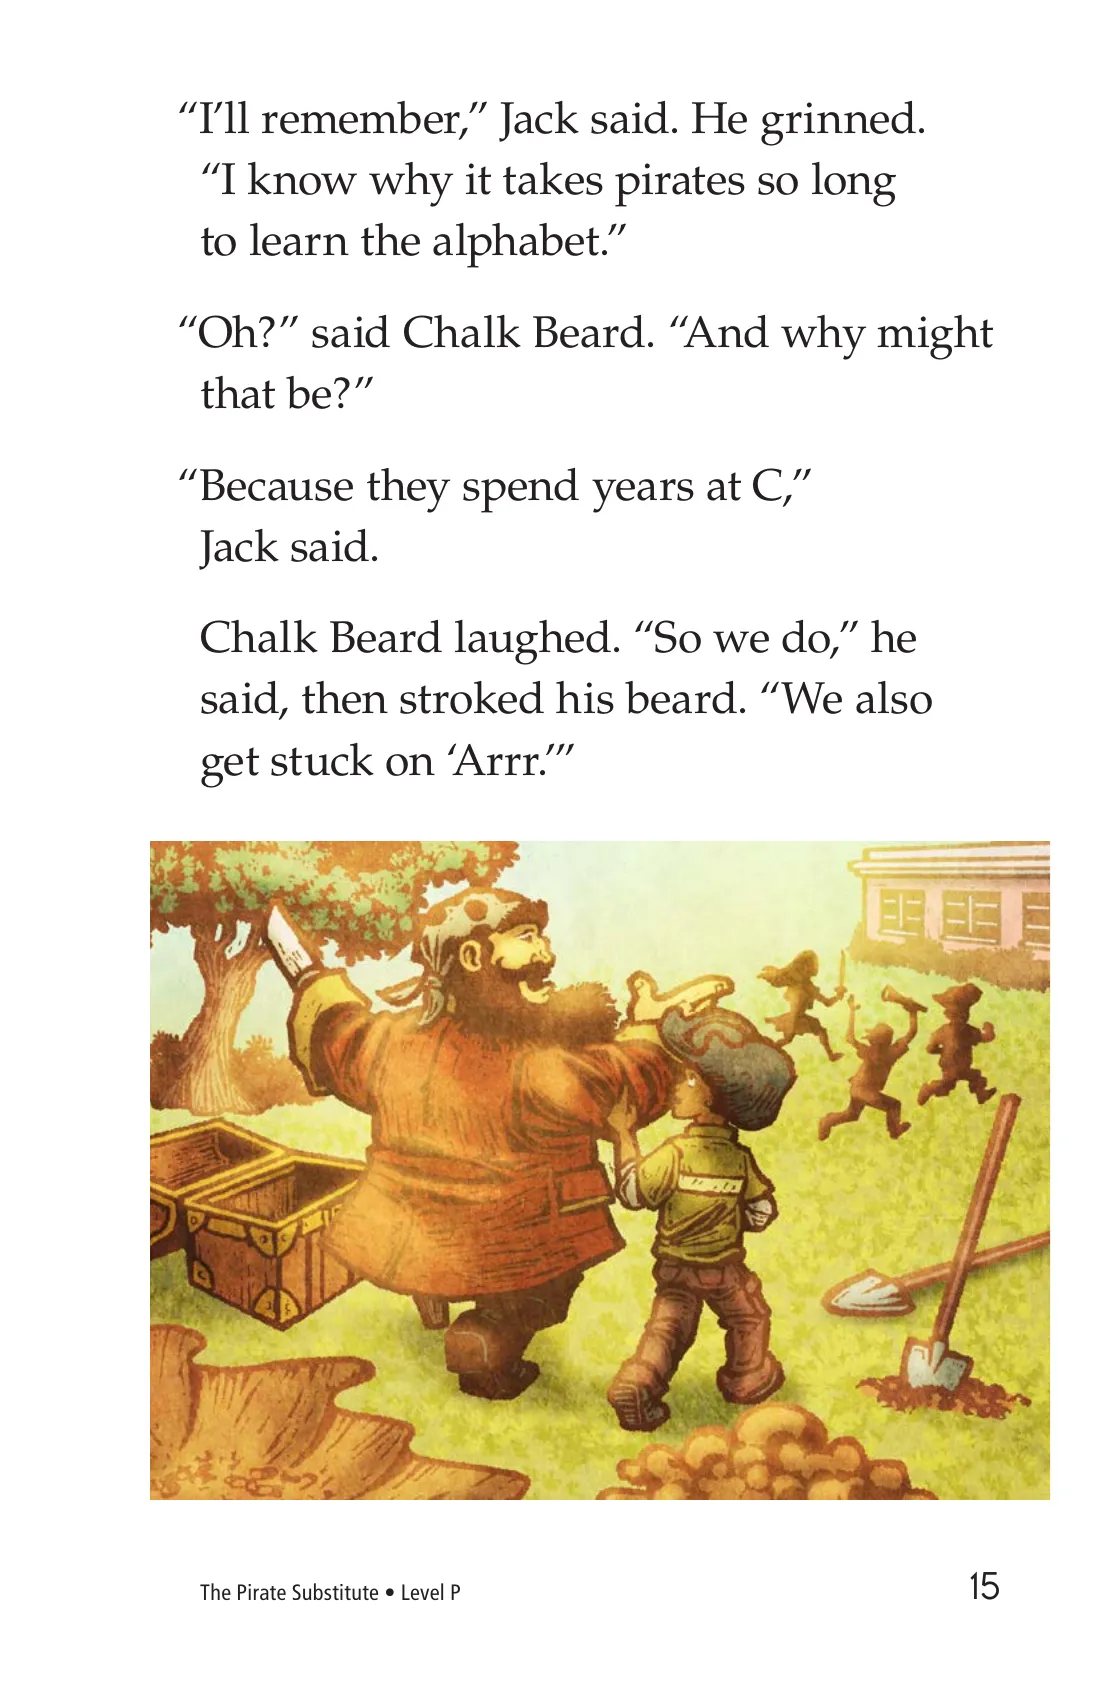 “I’ll remember,” Jack said. He grinned.
“I know why it takes pirates so long
to learn the alphabet.”
“Oh?” said Chalk Beard. “And why might
that be?”
“Because they spend years at C,”
Jack said.
Chalk Beard laughed. “So we do,” he
said, then stroked his beard. “We also
get stuck on ‘Arrr.’”
The Pirate Substitute • Level P
15